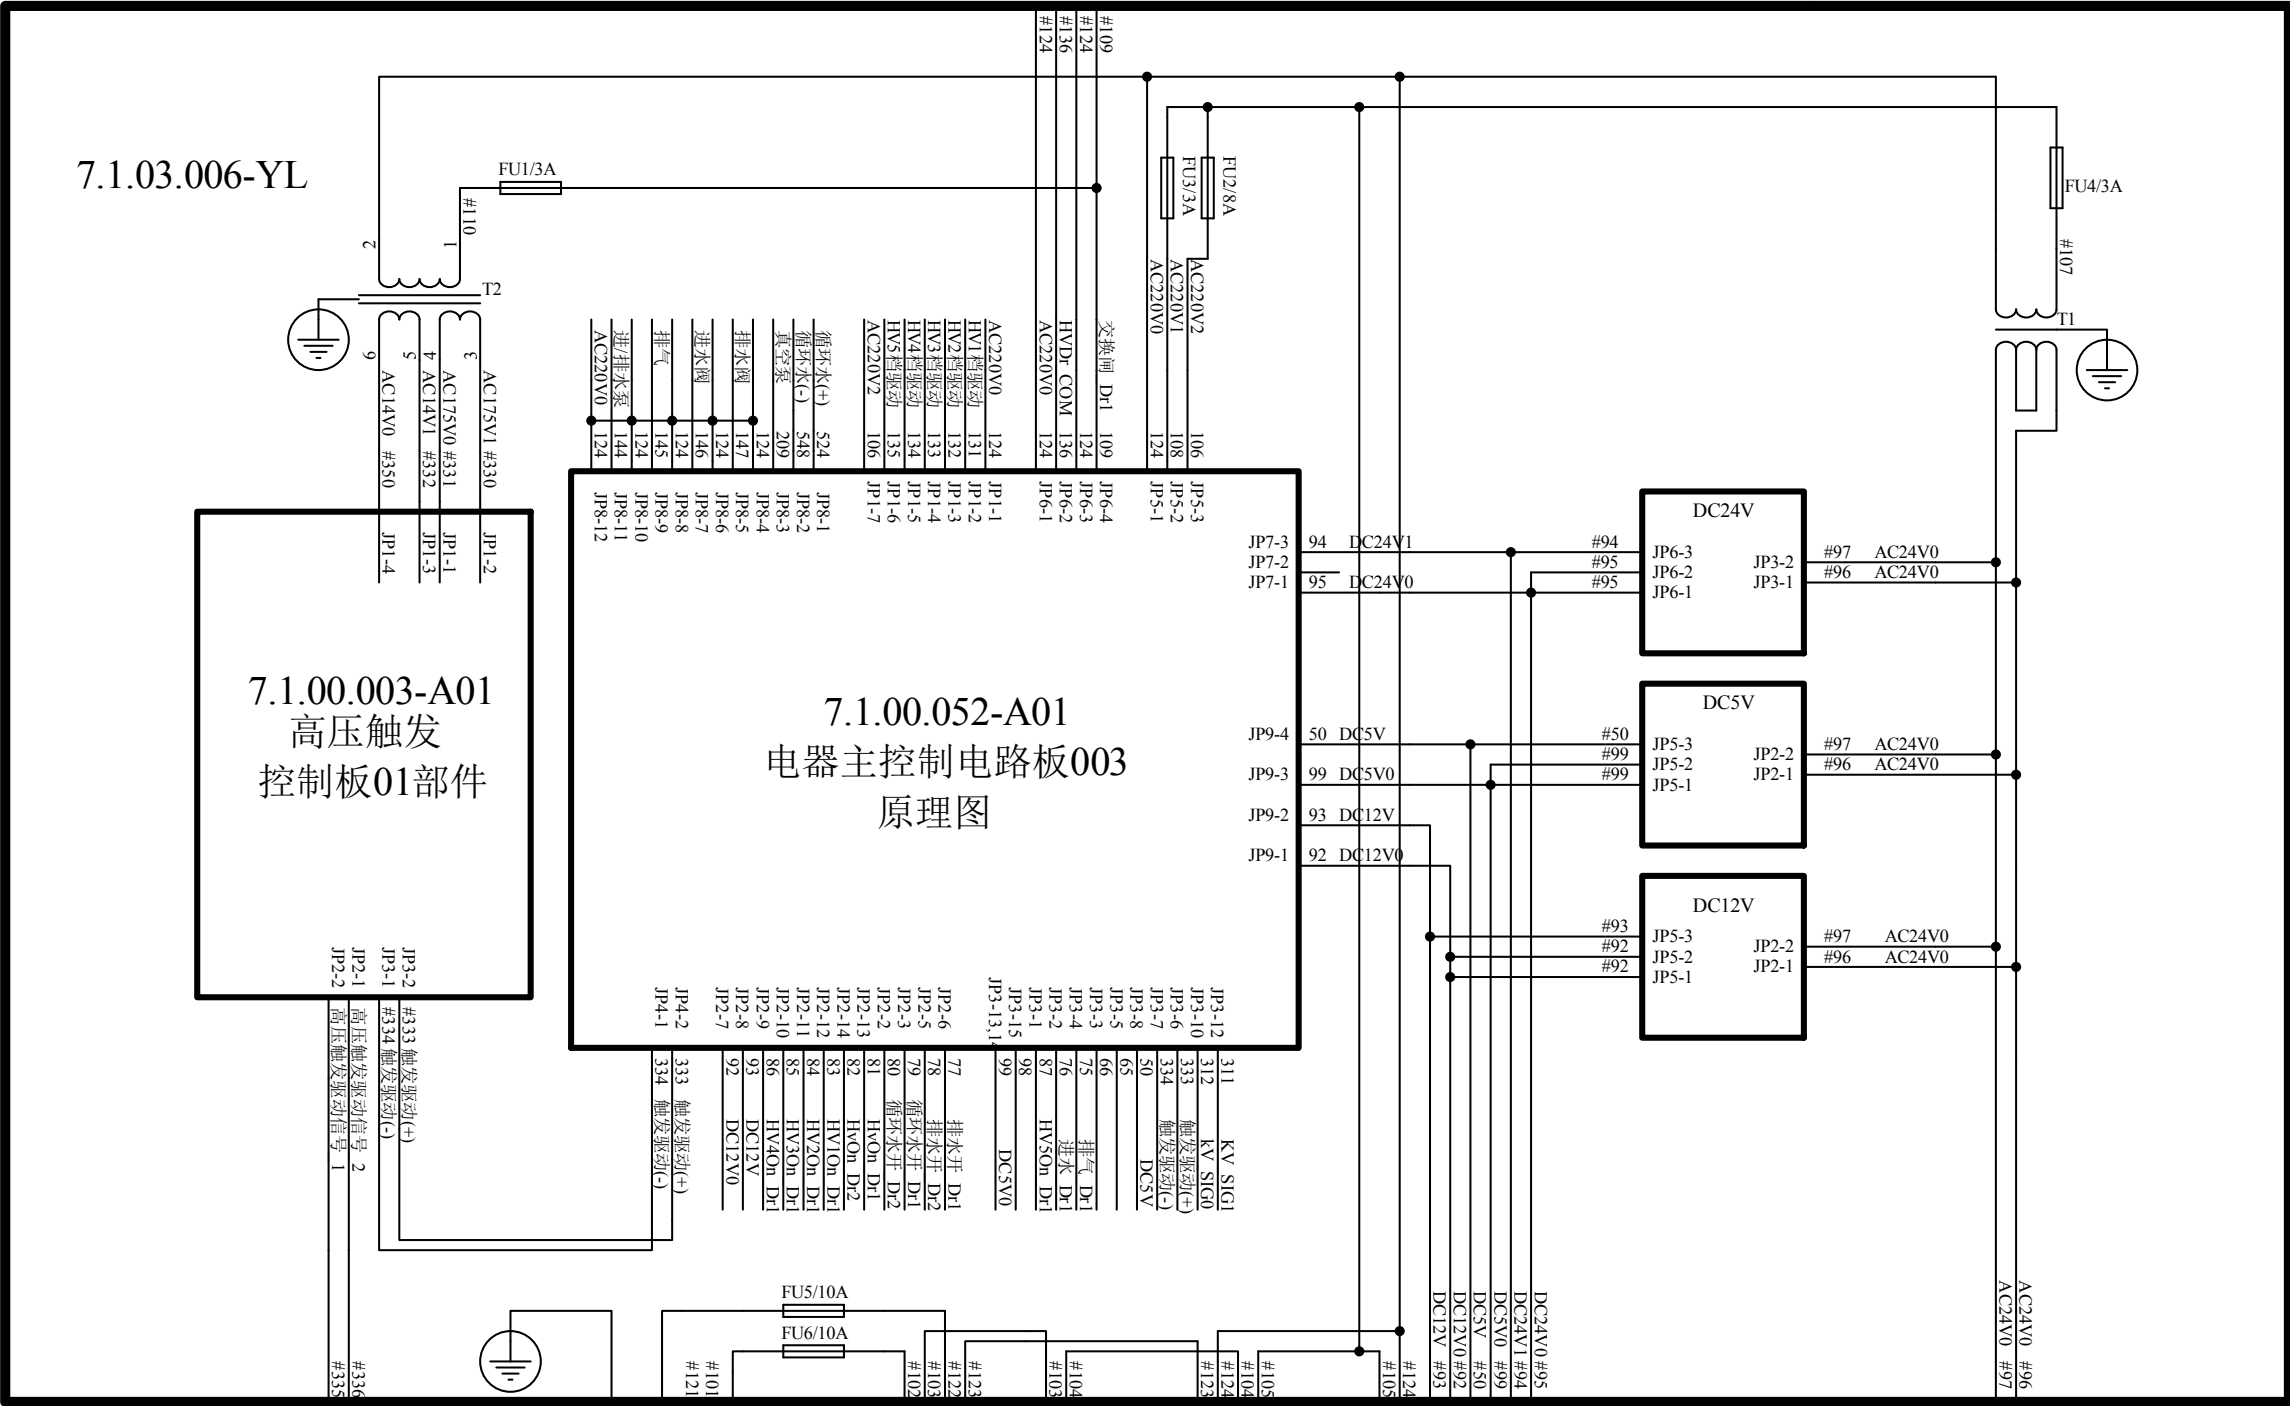 #124
#136
#124
#109
7.1.03.006-YL
FU1/3A
FU3/3A
FU2/8A
FU4/3A
#110
2
1
#107
AC220V0
AC220V1
AC220V2
T2
T1
6
5
4
3
AC14V0 #350
AC14V1 #332
AC175V0 #331
AC175V1 #330
AC220V0
进/排水泵
排气
进水阀
排水阀
真空泵
循环水(-)
循环水(+)
AC220V2
HV5档驱动
HV4档驱动
HV3档驱动
HV2档驱动
HV1档驱动
AC220V0
AC220V0
HVDr COM
交换闸 Dr1
124
144
124
145
124
146
124
147
124
209
548
524
106
135
134
133
132
131
124
124
136
124
109
124
108
106
JP8-12
JP8-11
JP8-10
JP8-9
JP8-8
JP8-7
JP8-6
JP8-5
JP8-4
JP8-3
JP8-2
JP8-1
JP1-7
JP1-6
JP1-5
JP1-4
JP1-3
JP1-2
JP1-1
JP6-1
JP6-2
JP6-3
JP6-4
JP5-1
JP5-2
JP5-3
JP1-4
JP1-3
JP1-1
JP1-2
JP7-3 94 DC24V1
JP7-2
JP7-1 95 DC24V0
#94
#95
#95
DC24V
JP6-3
JP6-2
JP6-1
JP3-2
JP3-1
#97 AC24V0
#96 AC24V0
7.1.00.003-A01
高压触发
控制板01部件
7.1.00.052-A01
电器主控制电路板003
原理图
JP9-4 50 DC5V
JP9-3 99 DC5V0
JP9-2 93 DC12V
JP9-1 92 DC12V0
#50
#99
#99
DC5V
JP5-3
JP5-2
JP5-1
JP2-2
JP2-1
#97 AC24V0
#96 AC24V0
#93
#92
#92
DC12V
JP5-3
JP5-2
JP5-1
JP2-2
JP2-1
#97 AC24V0
#96 AC24V0
JP2-2
JP2-1
JP3-1
JP3-2
高压触发驱动信号 1
高压触发驱动信号 2
#334 触发驱动(-)
#333 触发驱动(+)
#335
#336
JP4-1
JP4-2
JP2-7
JP2-8
JP2-9
JP2-10
JP2-11
JP2-12
JP2-14
JP2-13
JP2-2
JP2-3
JP2-5
JP2-6
JP3-13,14
JP3-15
JP3-1
JP3-2
JP3-4
JP3-3
JP3-5
JP3-8
JP3-7
JP3-6
JP3-10
JP3-12
334 触发驱动(-)
333 触发驱动(+)
92 DC12V0
93 DC12V
86 HV4On Dr1
85 HV3On Dr1
84 HV2On Dr1
83 HV1On Dr1
82 HvOn Dr2
81 HvOn Dr1
80 循环水开 Dr2
79 循环水开 Dr1
78 排水开 Dr2
77 排水开 Dr1
99 DC5V0
98
87 HV5On Dr1
76 进水 Dr1
75 排气 Dr1
66
65
50 DC5V
334 触发驱动(-)
333 触发驱动(+)
312 kV SIG0
311 KV SIG1
FU5/10A
FU6/10A
#121
#101
#102
#103
#122
#123
#103
#104
#123
#124
#104
#105
#105
#124
DC12V #93
DC12V0 #92
DC5V #50
DC5V0 #99
DC24V1 #94
DC24V0 #95
AC24V0 #97
AC24V0 #96